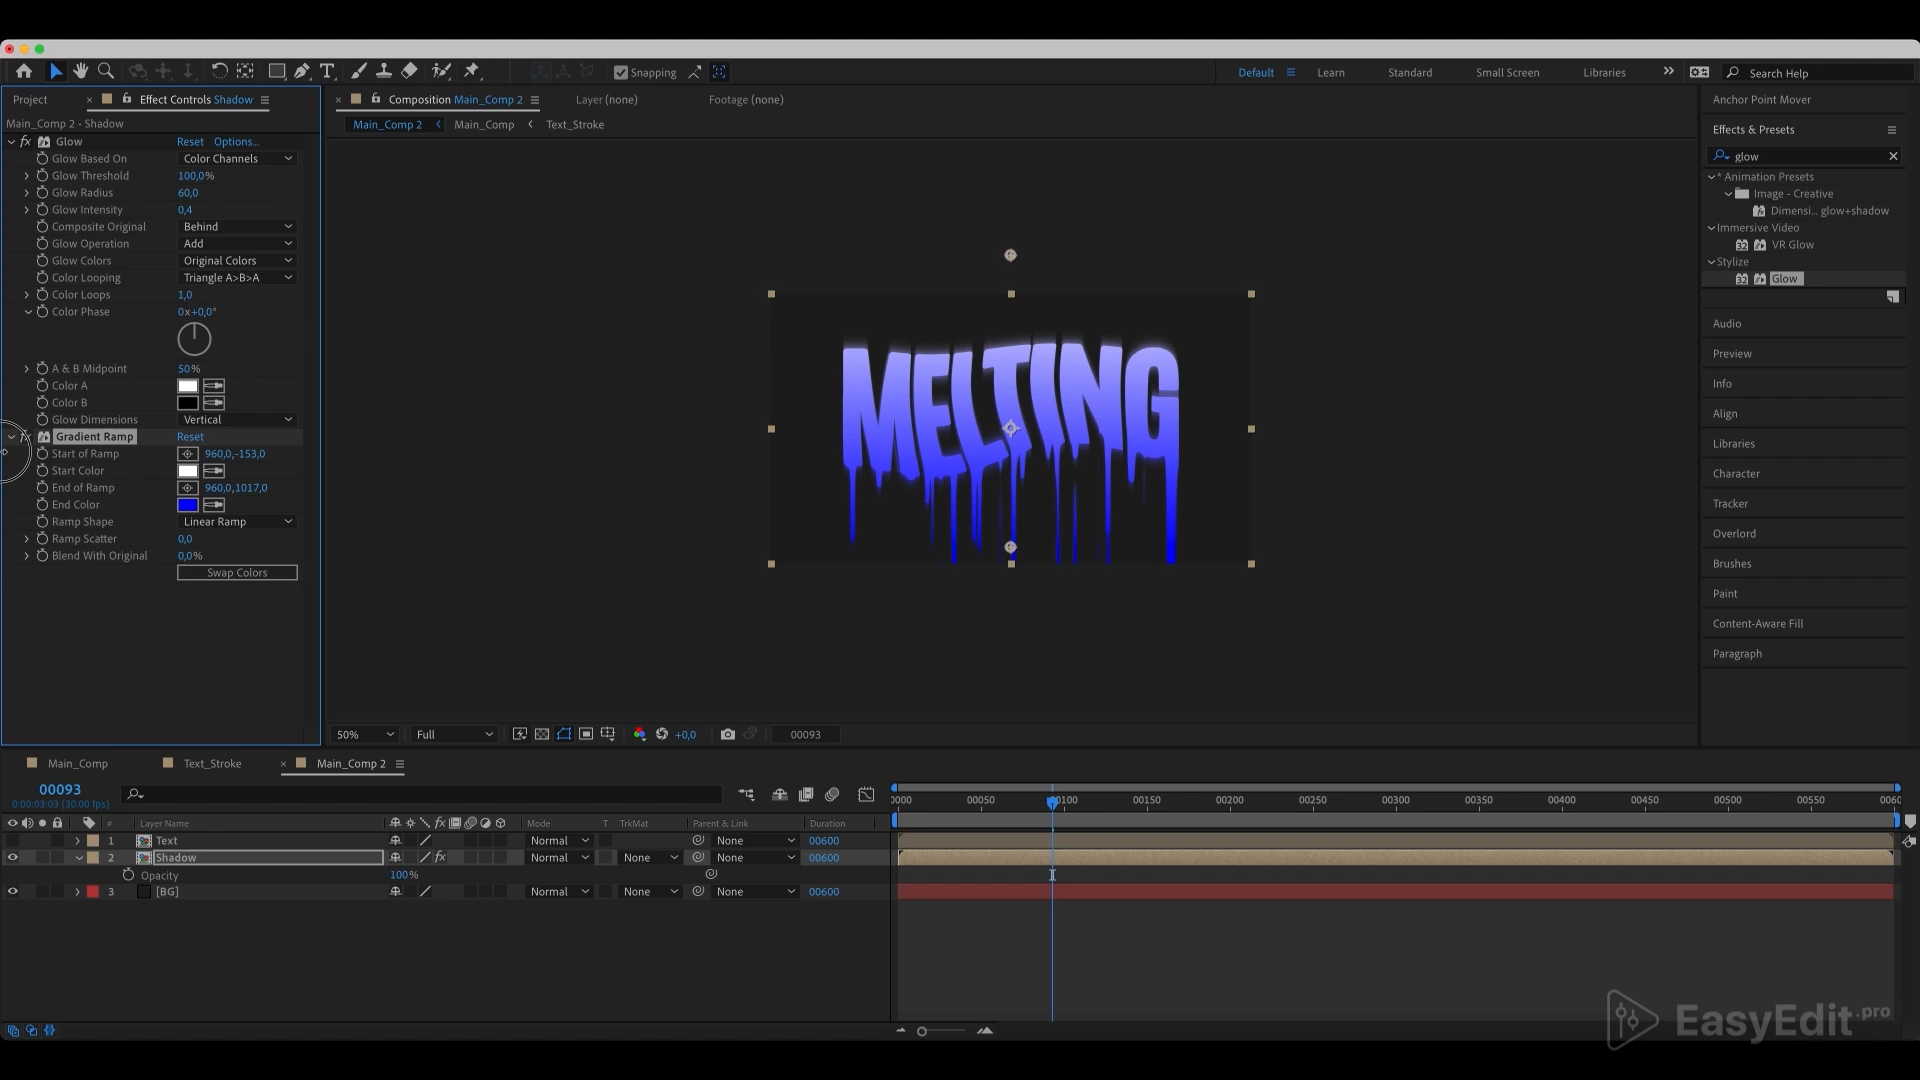 Snapping
Default
Learn
Standard
Small Screen
Libraries
Search Help
Project
Effect Controls Shadow
Composition Main_Comp 2
Layer (none)
Footage (none)
Anchor Point Mover
Main_Comp 2 • Shadow
Main_Comp 2
Main_Comp
Text_Stroke
Effects & Presets
glow
* Animation Presets
Image - Creative
Dimensi... glow+shadow
Immersive Video
VR Glow
Stylize
Glow
Audio
Preview
Info
Align
Libraries
Character
Tracker
Overlord
Brushes
Paint
Content-Aware Fill
Paragraph
fx Glow Reset Options...
Glow Based On Color Channels
Glow Threshold 100,0%
Glow Radius 60,0
Glow Intensity 0,4
Composite Original Behind
Glow Operation Add
Glow Colors Original Colors
Color Looping Triangle A>B>A
Color Loops 1,0
Color Phase 0x+0,0°
A & B Midpoint 50%
Color A
Color B
Glow Dimensions Vertical
Gradient Ramp Reset
Start of Ramp 960,0,-153,0
Start Color
End of Ramp 960,0,1017,0
End Color
Ramp Shape Linear Ramp
Ramp Scatter 0,0
Blend With Original 0,0%
Swap Colors
MELTING
50% Full +0,0 00093
Main_Comp
Text_Stroke
Main_Comp 2
00093
0:00:03:03 (30.00 fps)
0000 00050 00100 00150 00200 00250 00300 00350 00400 00450 00500 00550 0060
# Layer Name fx Mode T TrkMat Parent & Link Duration
1 Text Normal None 00600
2 Shadow fx Normal None None 00600
Opacity 100%
3 [BG] Normal None None 00600
EasyEdit.pro